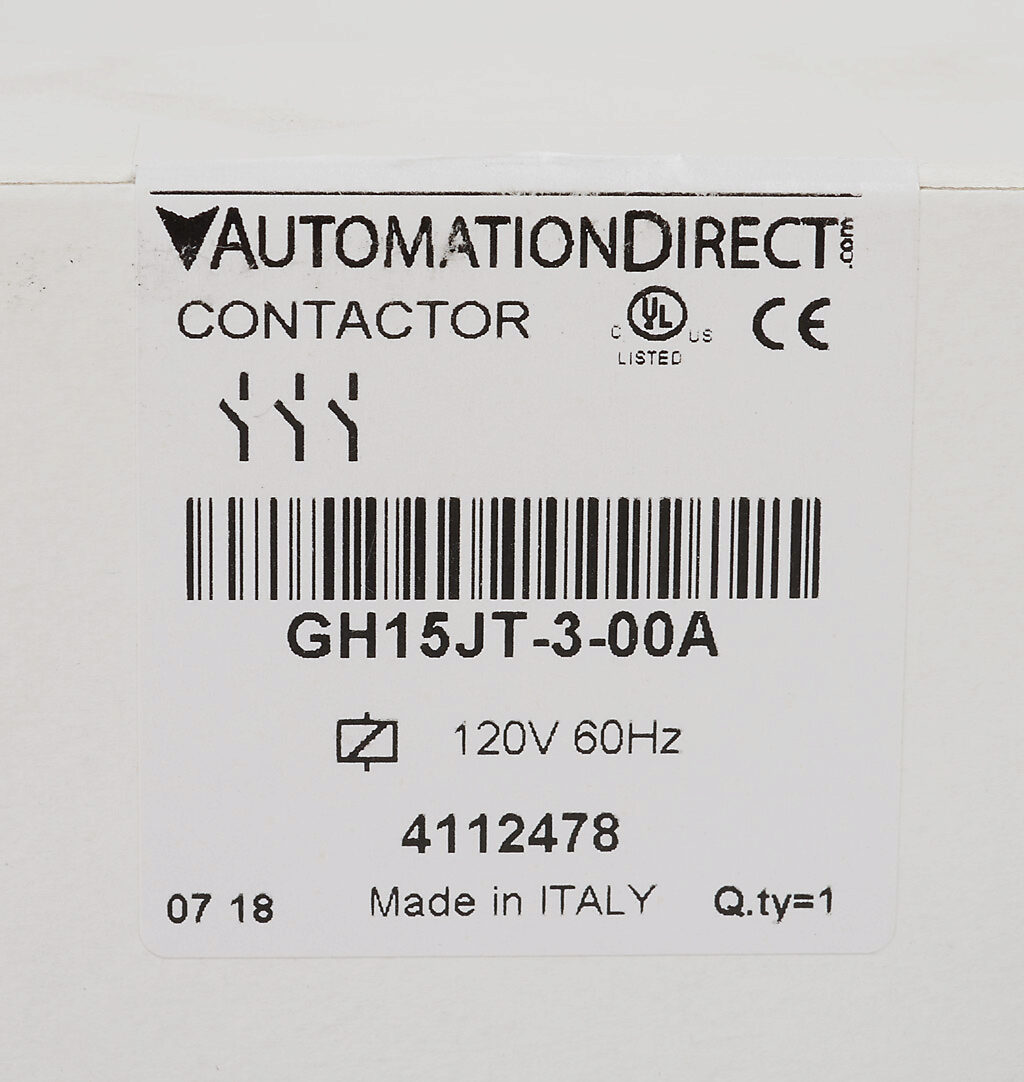 AUTOMATIONDIRECT.com
CONTACTOR
C UL US
LISTED
CE
GH15JT-3-00A
120V 60Hz
4112478
07 18 Made in ITALY Q.ty=1